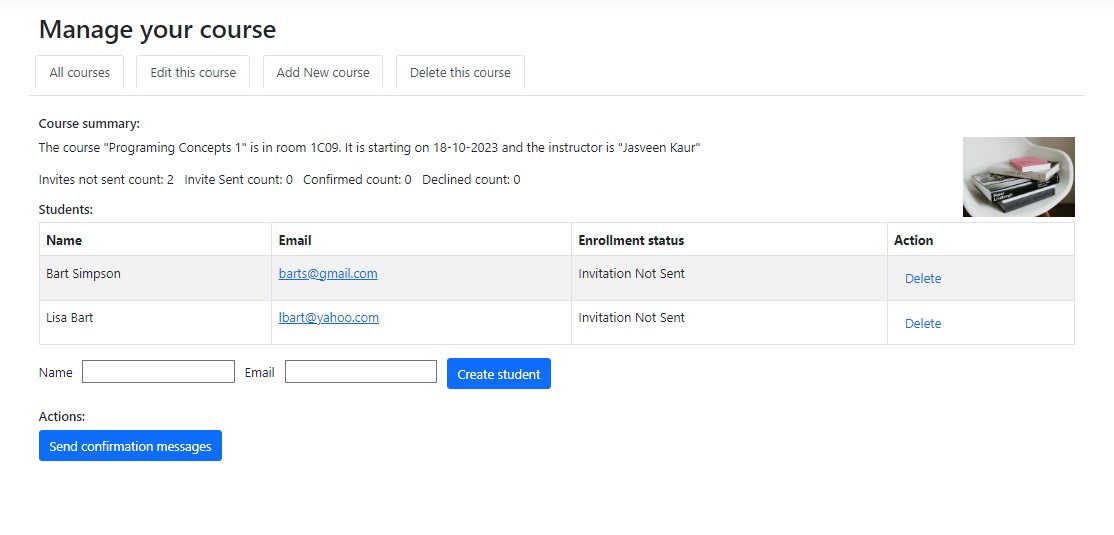 Manage your course
All courses Edit this course Add New course Delete this course
Course summary:
The course "Programing Concepts 1" is in room 1C09. It is starting on 18-10-2023 and the instructor is "Jasveen Kaur"
Invites not sent count: 2 Invite Sent count: 0 Confirmed count: 0 Declined count: 0
Students:
Name Email Enrollment status Action
Bart Simpson barts@gmail.com Invitation Not Sent Delete
Lisa Bart lbart@yahoo.com Invitation Not Sent Delete
Name Email Create student
Actions:
Send confirmation messages